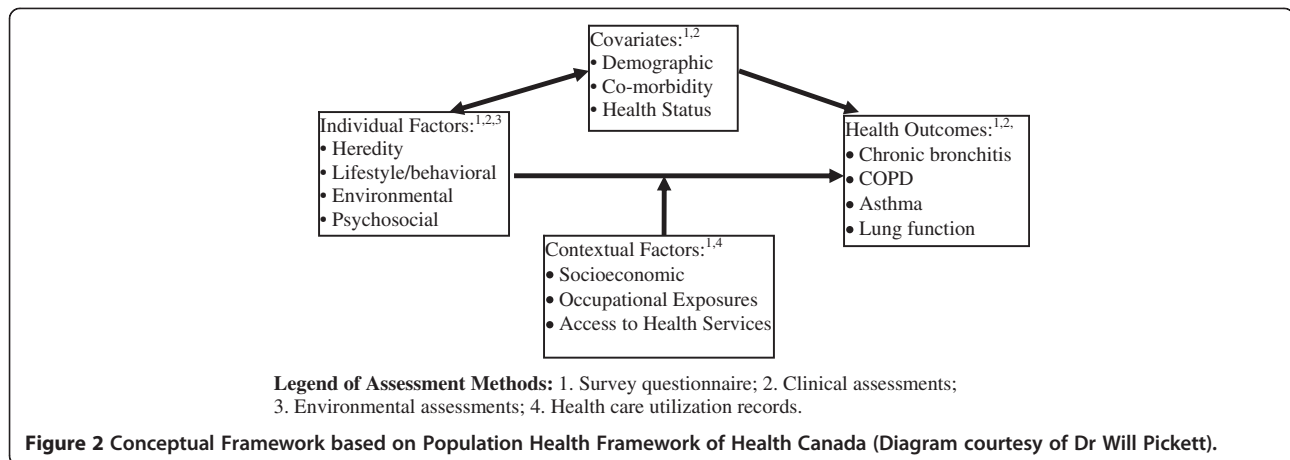 Covariates:1,2
• Demographic
• Co-morbidity
• Health Status
Individual Factors:1,2,3
• Heredity
• Lifestyle/behavioral
• Environmental
• Psychosocial
Health Outcomes:1,2,
• Chronic bronchitis
• COPD
• Asthma
• Lung function
Contextual Factors:1,4
• Socioeconomic
• Occupational Exposures
• Access to Health Services
Legend of Assessment Methods: 1. Survey questionnaire; 2. Clinical assessments;
3. Environmental assessments; 4. Health care utilization records.
Figure 2 Conceptual Framework based on Population Health Framework of Health Canada (Diagram courtesy of Dr Will Pickett).